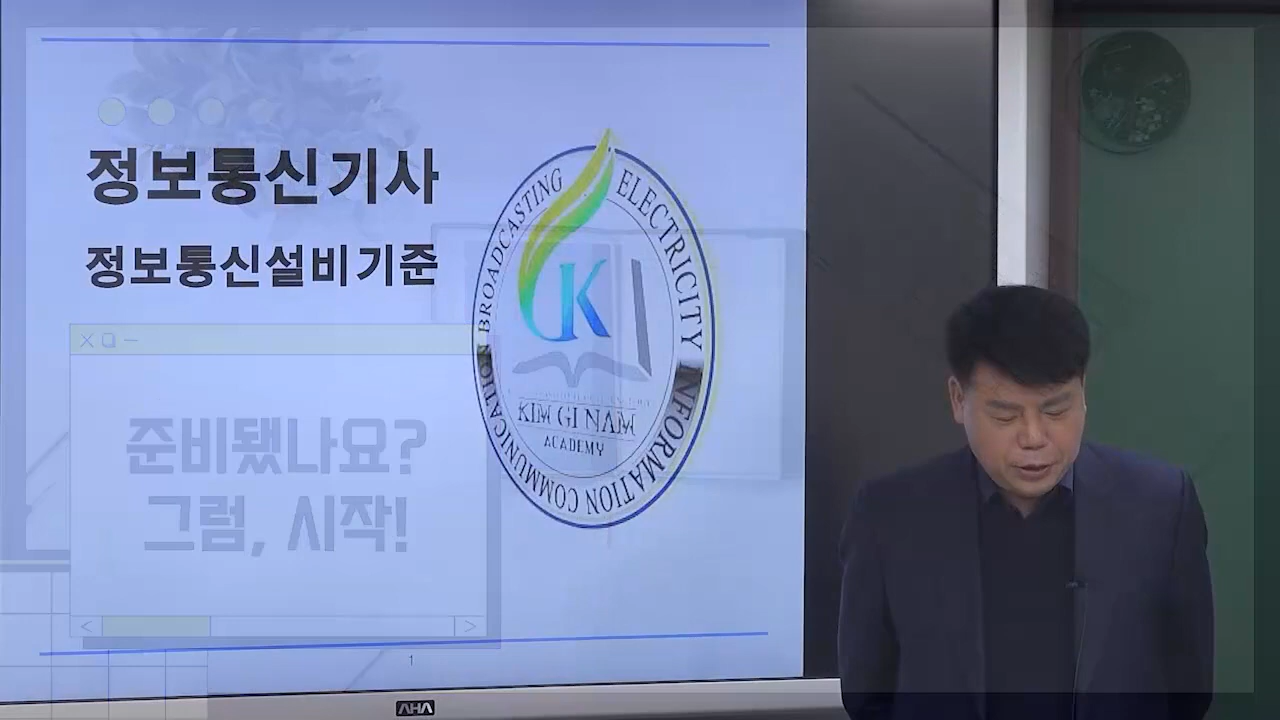 정보통신기사
정보통신설비기준
준비됐나요?
그럼, 시작!
BROADCASTING ELECTRICITY INFORMATION COMMUNICATION
K
KIM GI NAM
ACADEMY
1
AHA